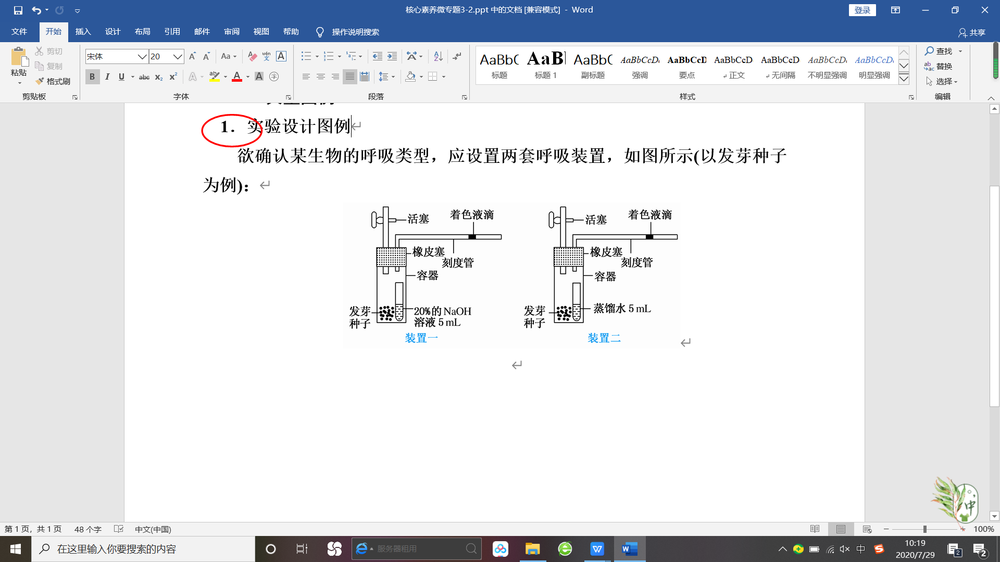 核心素养微专题3-2.ppt 中的文档 [兼容模式] - Word
登录
文件 开始 插入 设计 布局 引用 邮件 审阅 视图 帮助 操作说明搜索 共享
粘贴 剪切 复制 格式刷
剪贴板
宋体 20
字体
段落
AaBbC AaBl AaBbC AaBbCcD AaBbCcD AaBbCcD AaBbCcD AaBbCcD AaBbCcD
标题 标题 1 副标题 强调 要点 正文 无间隔 不明显强调 明显强调
样式
查找
替换
选择
编辑
1．实验设计图例
欲确认某生物的呼吸类型，应设置两套呼吸装置，如图所示(以发芽种子
为例)：
活塞 着色液滴
橡皮塞
刻度管
容器
发芽
种子
20%的 NaOH
溶液 5 mL
装置一
活塞 着色液滴
橡皮塞
刻度管
容器
发芽
种子
蒸馏水 5 mL
装置二
中
第 1 页，共 1 页 48 个字 中文(中国) 100%
在这里输入你要搜索的内容
服务器租用
中
10:19
2020/7/29
2
2